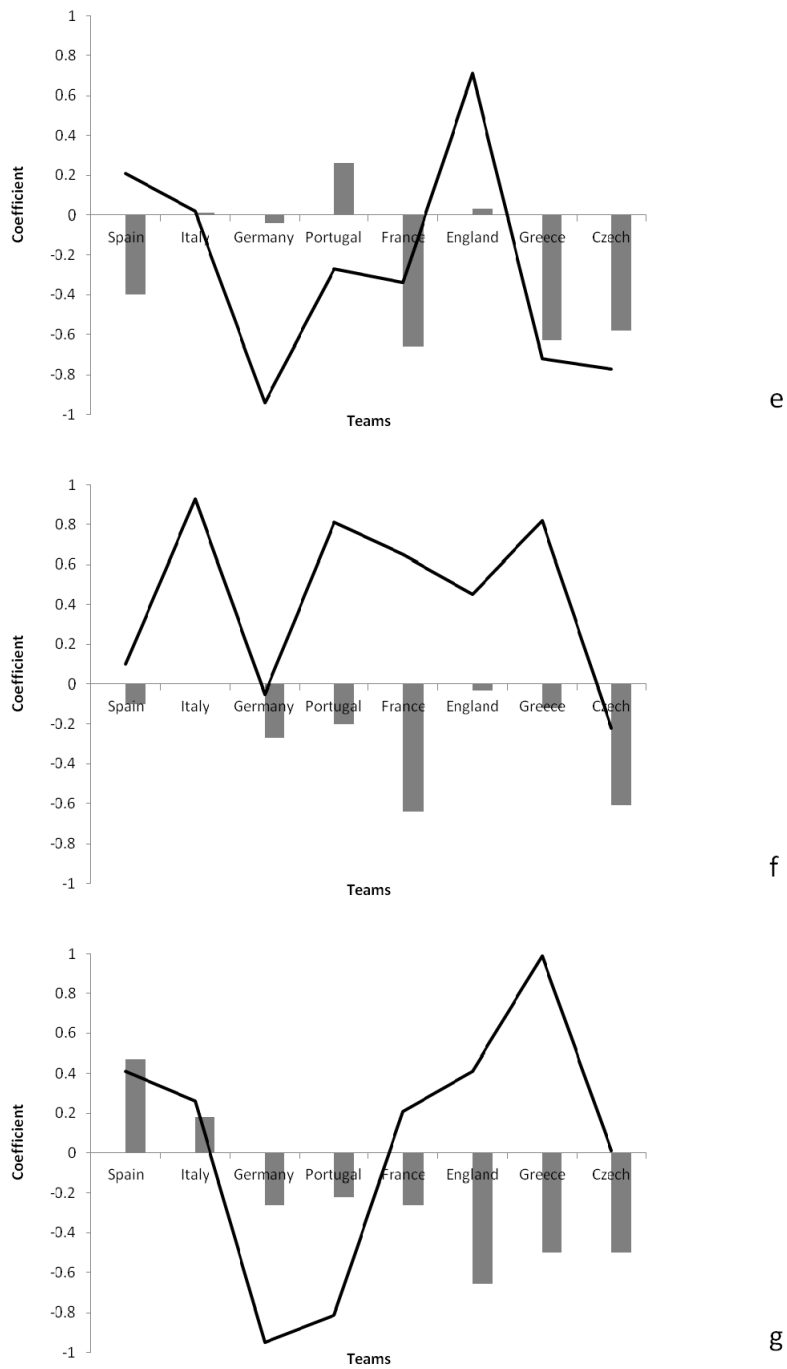 1
0.8
0.6
0.4
0.2
0
-0.2
-0.4
-0.6
-0.8
-1
Coefficient
Spain Italy Germany Portugal France England Greece Czech
Teams
e
1
0.8
0.6
0.4
0.2
0
-0.2
-0.4
-0.6
-0.8
-1
Coefficient
Spain Italy Germany Portugal France England Greece Czech
Teams
f
1
0.8
0.6
0.4
0.2
0
-0.2
-0.4
-0.6
-0.8
-1
Coefficient
Spain Italy Germany Portugal France England Greece Czech
Teams
g